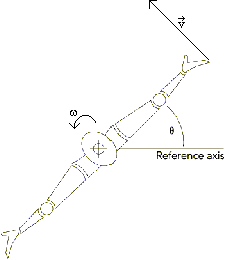 v
ω
θ
Reference axis